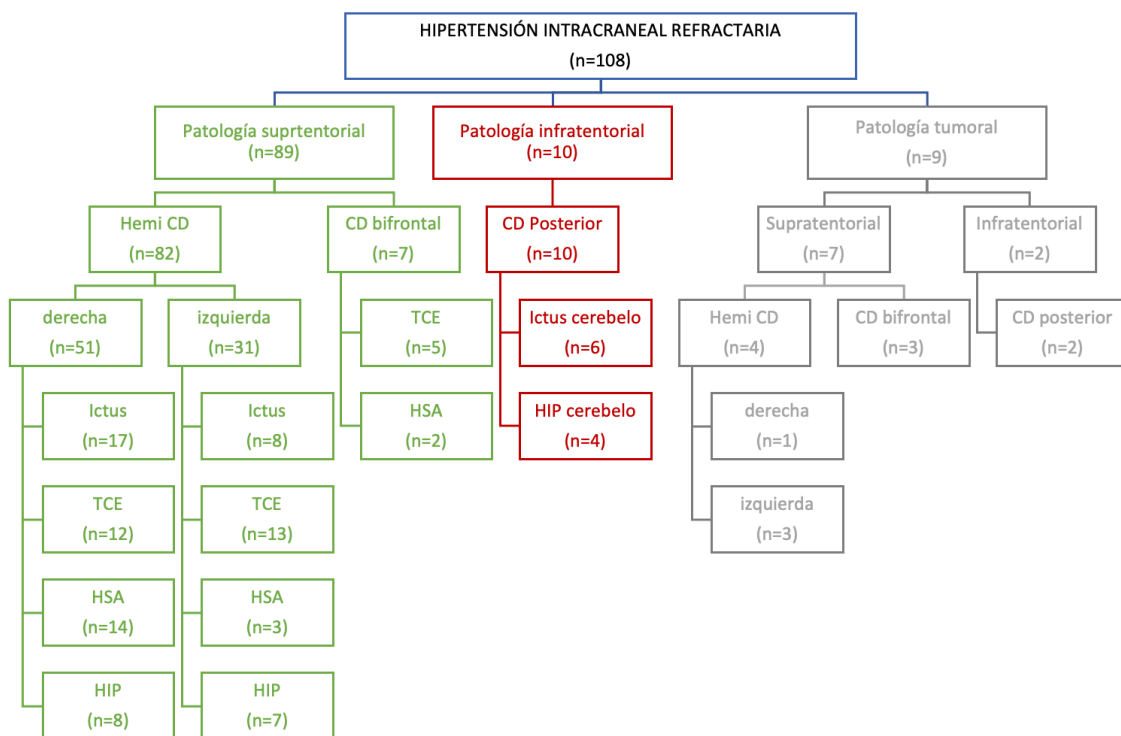 HIPERTENSIÓN INTRACRANEAL REFRACTARIA
(n=108)
Patología suprtentorial
(n=89)
Patología infratentorial
(n=10)
Patología tumoral
(n=9)
Hemi CD
(n=82)
CD bifrontal
(n=7)
CD Posterior
(n=10)
Supratentorial
(n=7)
Infratentorial
(n=2)
derecha
(n=51)
izquierda
(n=31)
TCE
(n=5)
Ictus cerebelo
(n=6)
Hemi CD
(n=4)
CD bifrontal
(n=3)
CD posterior
(n=2)
Ictus
(n=17)
Ictus
(n=8)
HSA
(n=2)
HIP cerebelo
(n=4)
derecha
(n=1)
TCE
(n=12)
TCE
(n=13)
izquierda
(n=3)
HSA
(n=14)
HSA
(n=3)
HIP
(n=8)
HIP
(n=7)